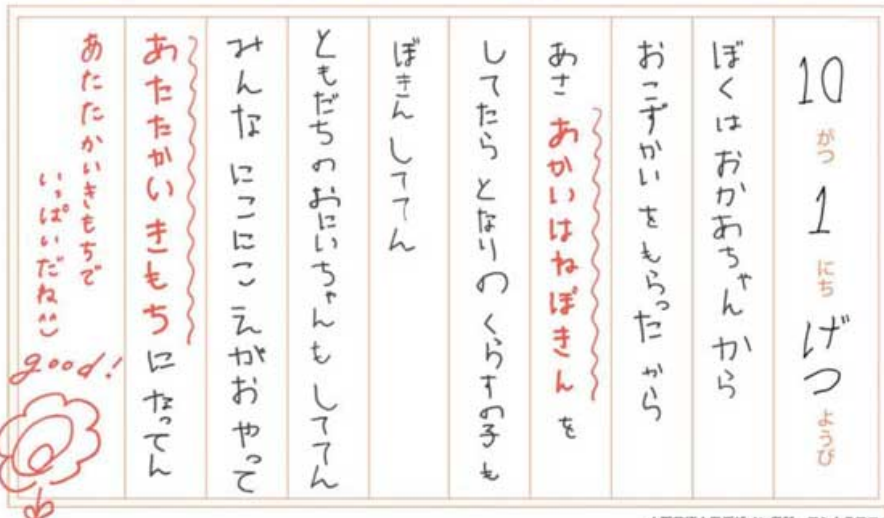 10がつ1にちげつようび
ぼくはおかあちゃんから
おこずかいをもらったから
あさ あかいはねぼきんを
してたら となりのくらすの子も
ぼきん しててん
ともだちのおにいちゃんも しててん
みんな にこにこ えがおやって
あたたかいきもちになってん
あたたかいきもちで
いっぱいだね^^
good!